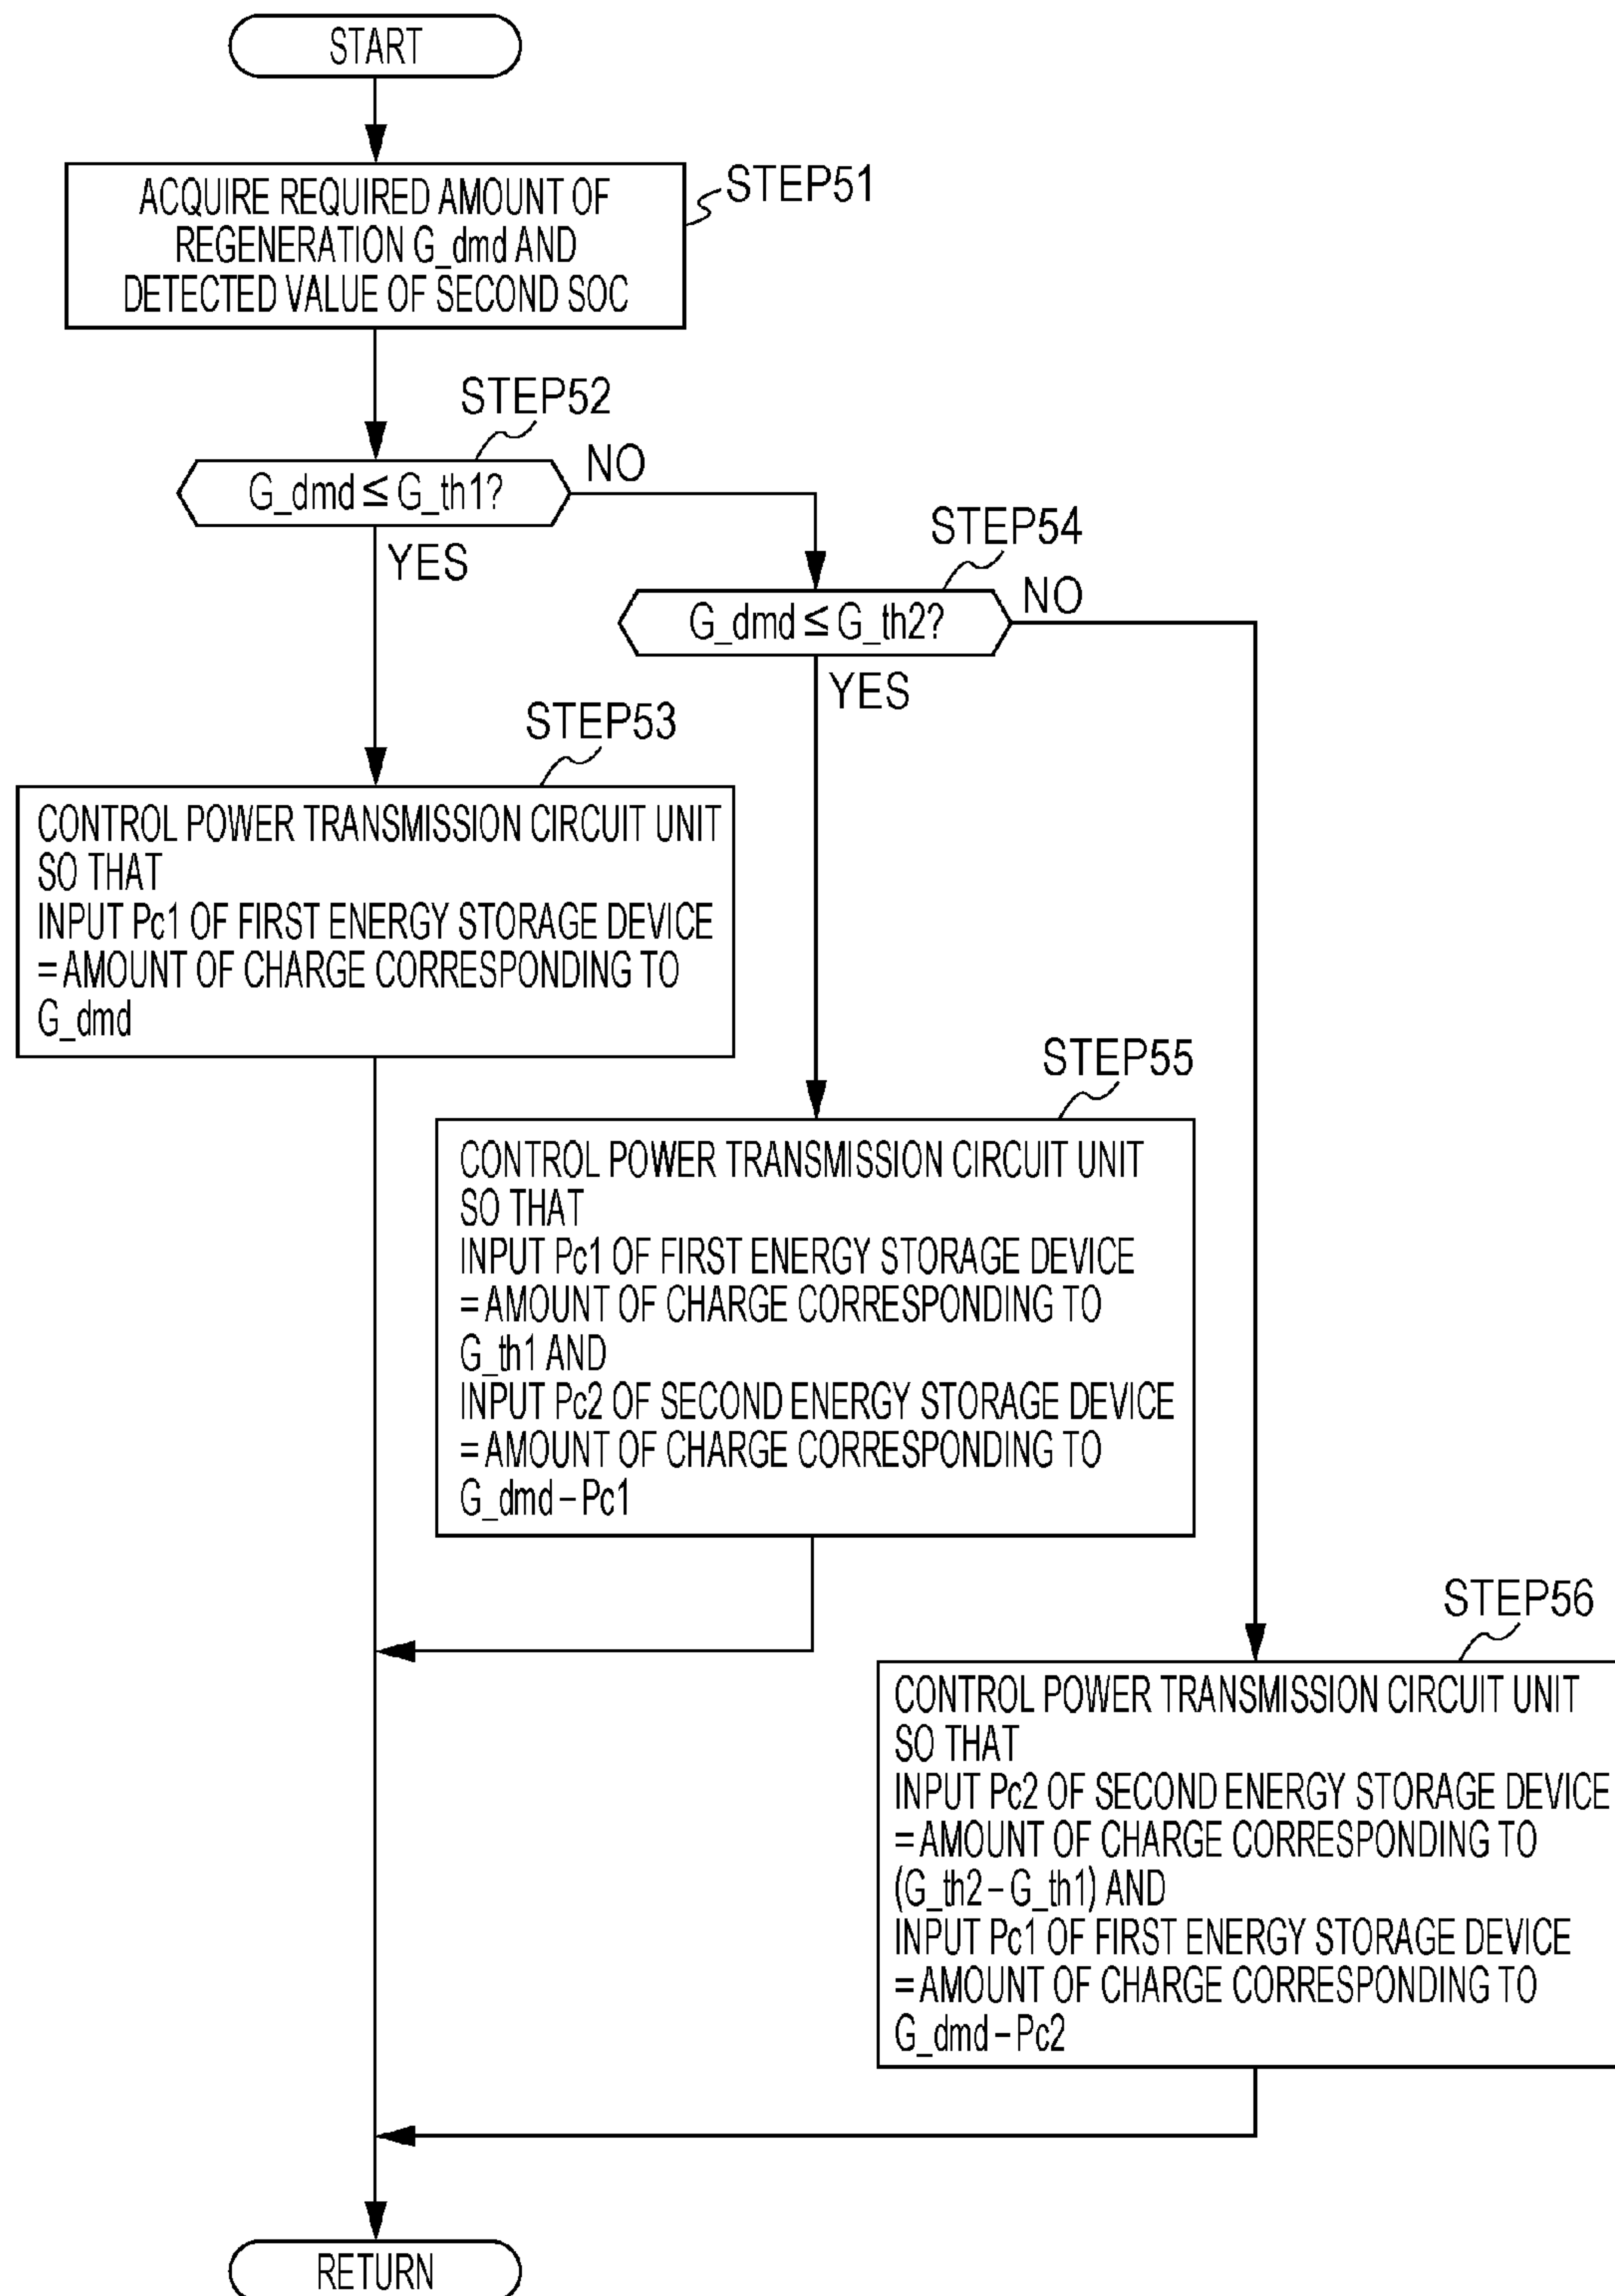 START
ACQUIRE REQUIRED AMOUNT OF
REGENERATION G_dmd AND
DETECTED VALUE OF SECOND SOC
STEP51
STEP52
G_dmd ≤ G_th1?
NO
YES
STEP54
G_dmd ≤ G_th2?
NO
YES
STEP53
CONTROL POWER TRANSMISSION CIRCUIT UNIT
SO THAT
INPUT Pc1 OF FIRST ENERGY STORAGE DEVICE
= AMOUNT OF CHARGE CORRESPONDING TO
G_dmd
STEP55
CONTROL POWER TRANSMISSION CIRCUIT UNIT
SO THAT
INPUT Pc1 OF FIRST ENERGY STORAGE DEVICE
= AMOUNT OF CHARGE CORRESPONDING TO
G_th1 AND
INPUT Pc2 OF SECOND ENERGY STORAGE DEVICE
= AMOUNT OF CHARGE CORRESPONDING TO
G_dmd – Pc1
STEP56
CONTROL POWER TRANSMISSION CIRCUIT UNIT
SO THAT
INPUT Pc2 OF SECOND ENERGY STORAGE DEVICE
= AMOUNT OF CHARGE CORRESPONDING TO
(G_th2 – G_th1) AND
INPUT Pc1 OF FIRST ENERGY STORAGE DEVICE
= AMOUNT OF CHARGE CORRESPONDING TO
G_dmd – Pc2
RETURN